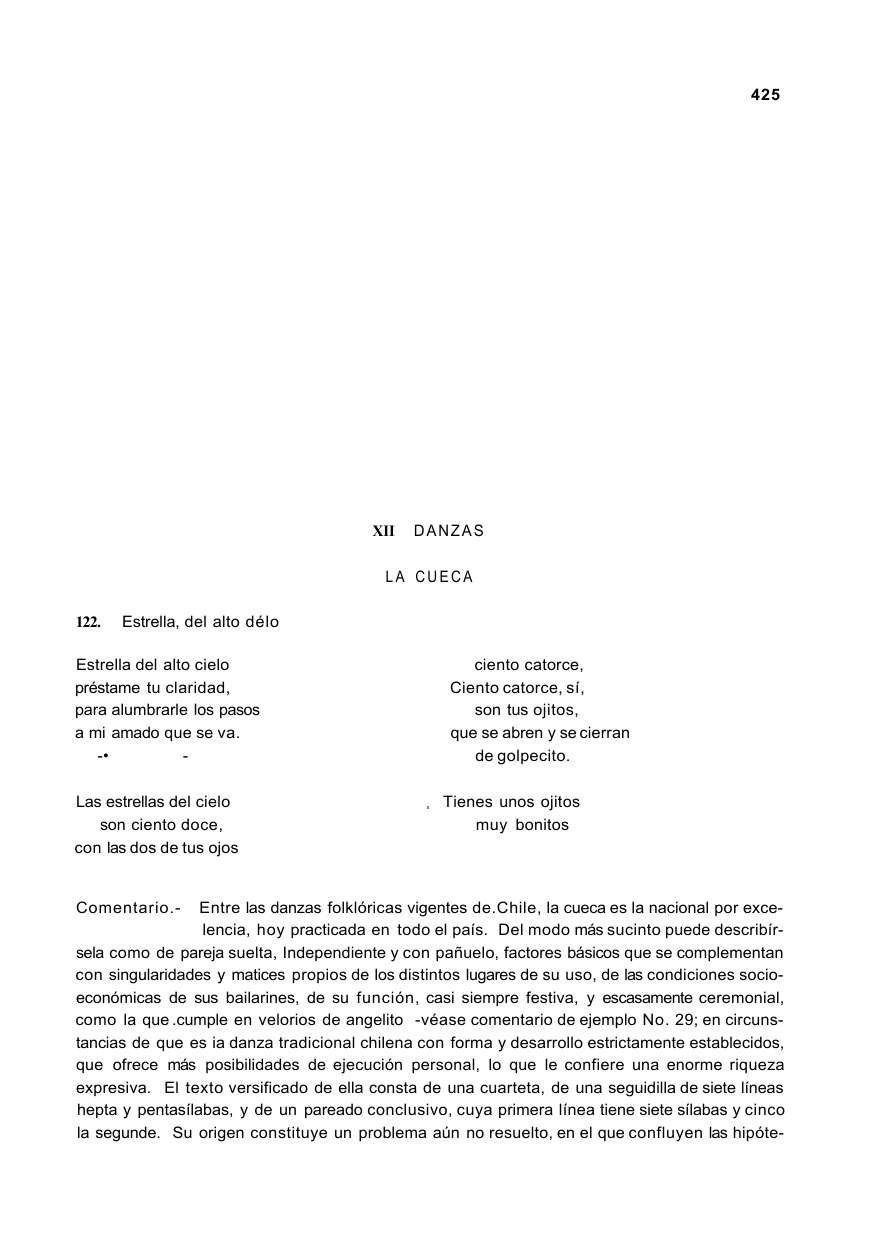 425
XII DANZAS
LA CUECA
122. Estrella, del alto délo
Estrella del alto cielo
préstame tu claridad,
para alumbrarle los pasos
a mi amado que se va.
-• -
Las estrellas del cielo
son ciento doce,
con las dos de tus ojos
ciento catorce,
Ciento catorce, sí,
son tus ojitos,
que se abren y se cierran
de golpecito.
Tienes unos ojitos
muy bonitos
Comentario.- Entre las danzas folklóricas vigentes de.Chile, la cueca es la nacional por exce-
lencia, hoy practicada en todo el país. Del modo más sucinto puede describír-
sela como de pareja suelta, Independiente y con pañuelo, factores básicos que se complementan
con singularidades y matices propios de los distintos lugares de su uso, de las condiciones socio-
económicas de sus bailarines, de su función, casi siempre festiva, y escasamente ceremonial,
como la que .cumple en velorios de angelito -véase comentario de ejemplo No. 29; en circuns-
tancias de que es ia danza tradicional chilena con forma y desarrollo estrictamente establecidos,
que ofrece más posibilidades de ejecución personal, lo que le confiere una enorme riqueza
expresiva. El texto versificado de ella consta de una cuarteta, de una seguidilla de siete líneas
hepta y pentasílabas, y de un pareado conclusivo, cuya primera línea tiene siete sílabas y cinco
la segunde. Su origen constituye un problema aún no resuelto, en el que confluyen las hipóte-